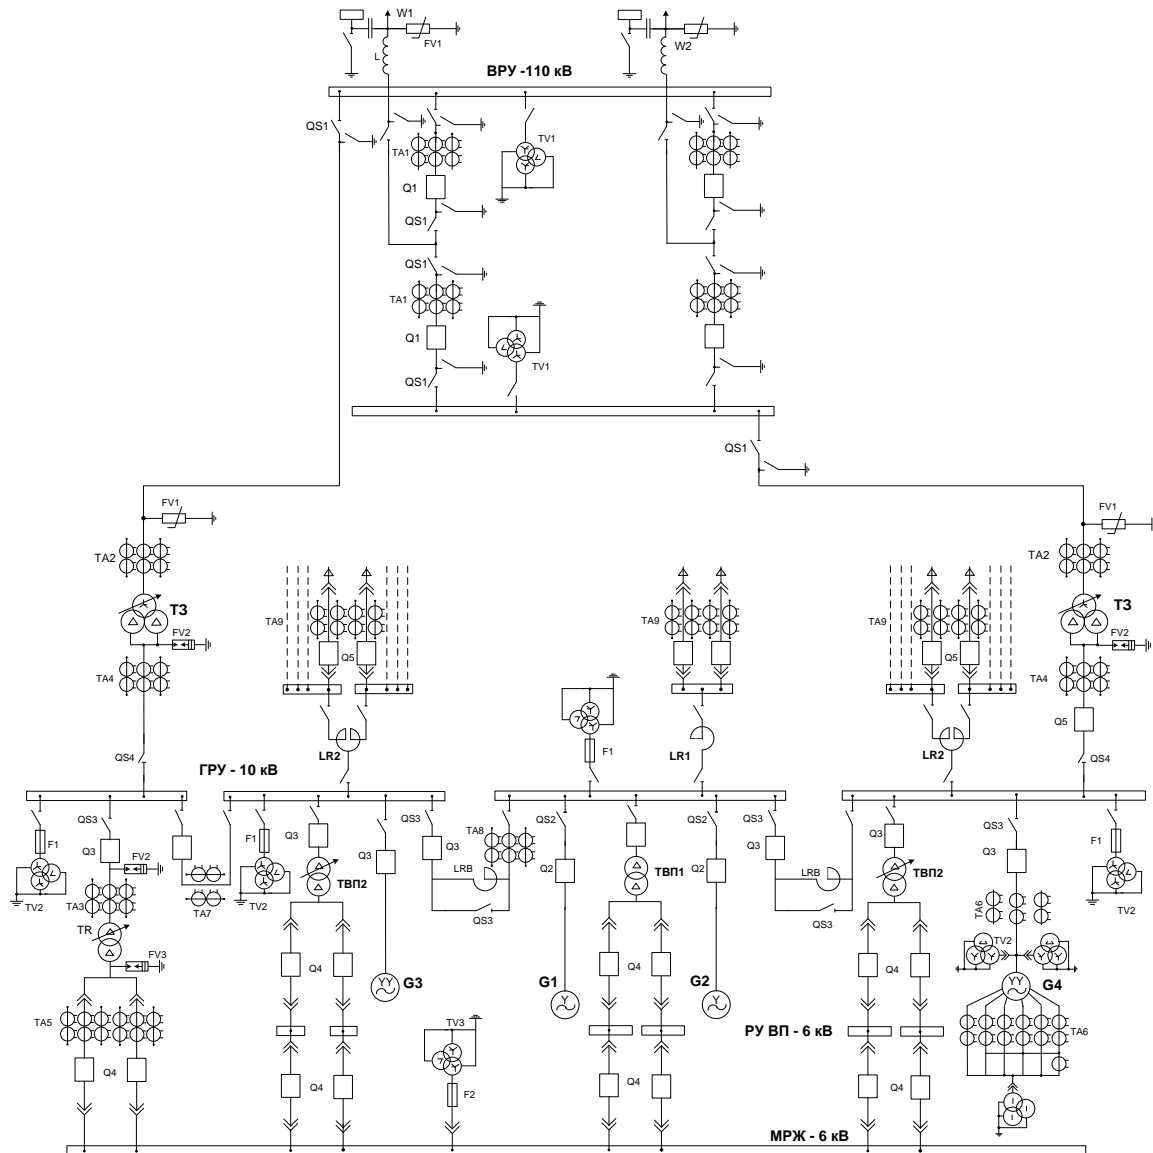 W1
W2
FV1
L
ВРУ -110 кВ
QS1
TA1
TV1
Q1
QS1
QS1
TA1
Q1
TV1
QS1
QS1
FV1
FV1
TA2
TA2
T3
T3
FV2
FV2
TA9
TA9
TA9
Q5
Q5
TA4
TA4
Q5
F1
LR2
LR1
LR2
QS4
QS4
ГРУ - 10 кВ
QS3
QS3
TA8
QS2
QS2
QS3
QS3
F1
Q3
F1
Q3
Q3
Q3
Q3
Q3
F1
FV2
Q2
Q2
TV2
TA3
TA7
TV2
ТВП2
LRB
QS3
ТВП1
LRB
QS3
ТВП2
TA6
TV2
TR
TV2
FV3
Q4
G3
G1
Q4
G2
Q4
G4
TA5
TV3
РУ ВП - 6 кВ
TA6
Q4
Q4
F2
Q4
Q4
МРЖ - 6 кВ